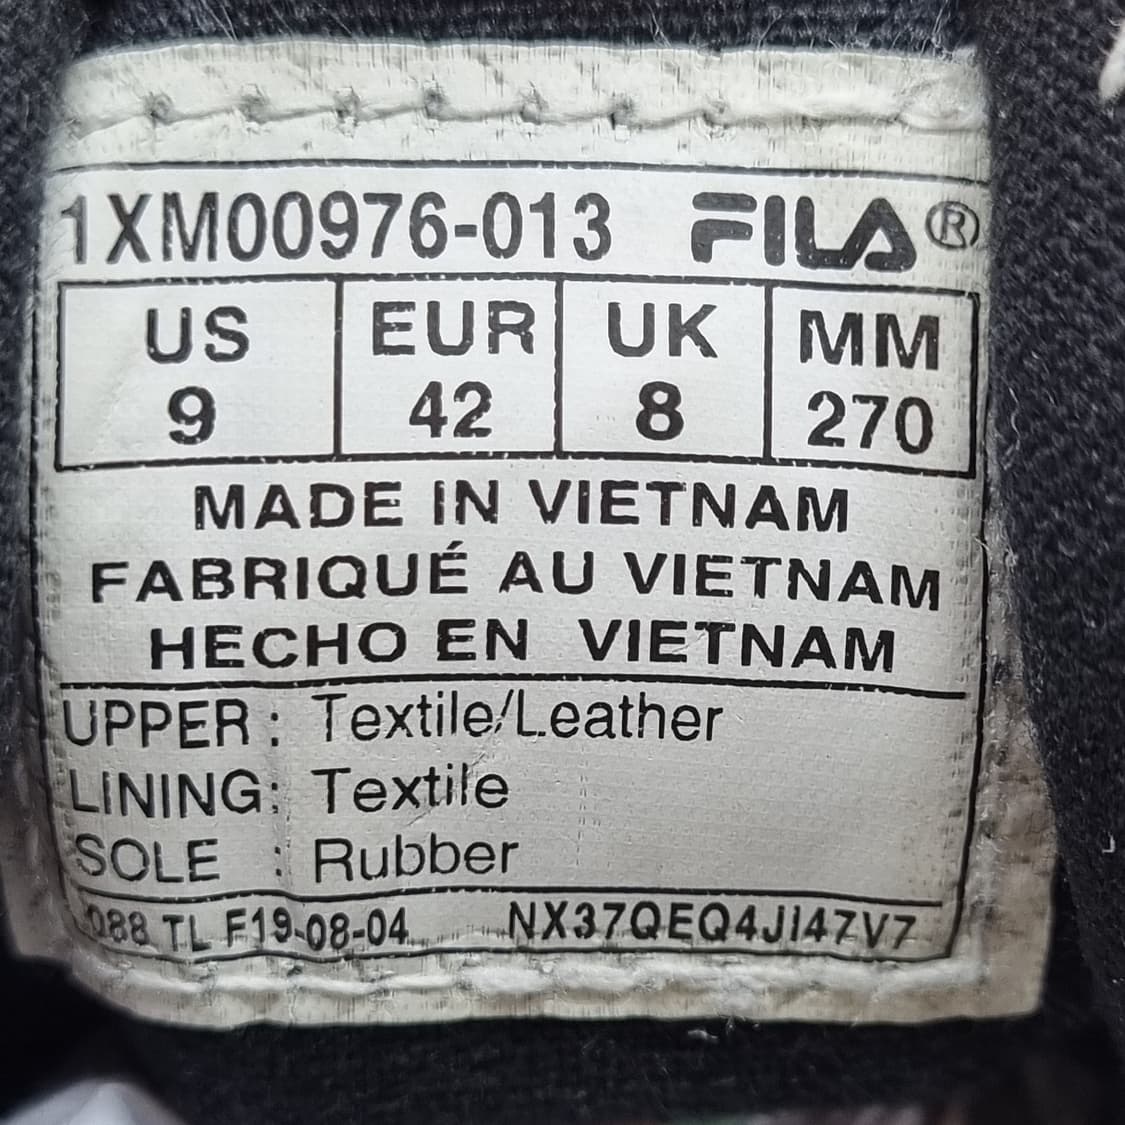 1XM00976-013 FILA®
US EUR UK MM
9 42 8 270
MADE IN VIETNAM
FABRIQUÉ AU VIETNAM
HECHO EN VIETNAM
UPPER : Textile/Leather
LINING: Textile
SOLE : Rubber
088 TL F19-08-04 NX37QEQ4JI47V7